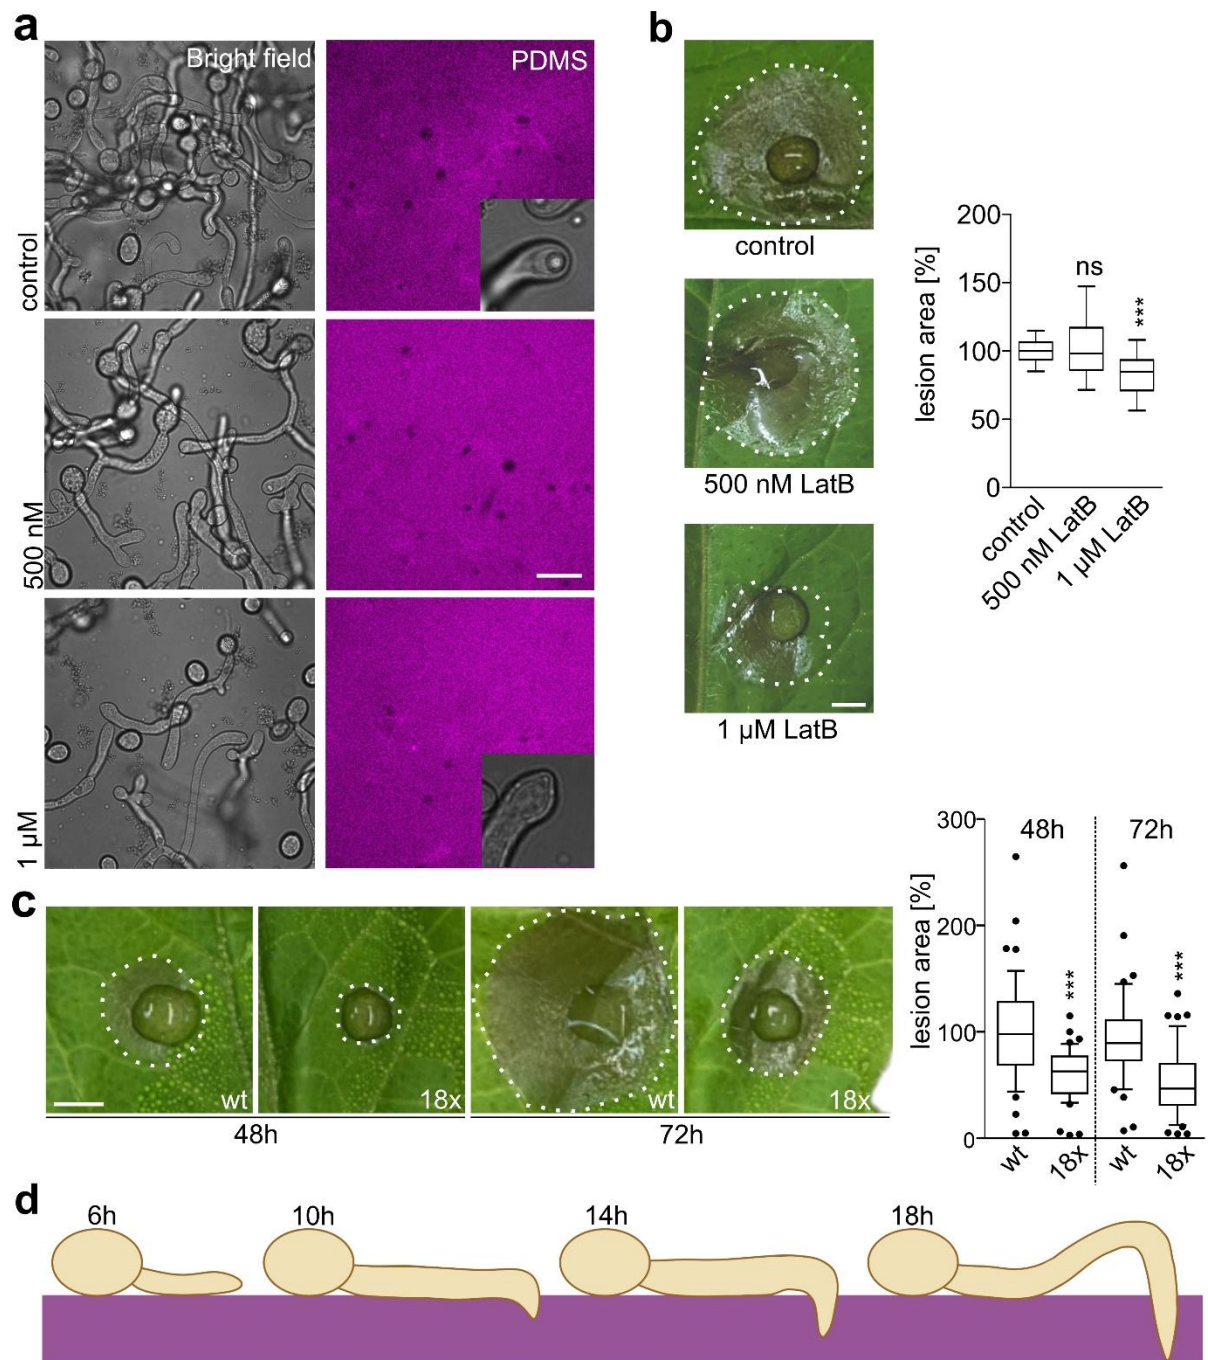 a
Bright field
PDMS
control
500 nM
1 µM
b
control
500 nM LatB
1 µM LatB
lesion area [%]
200
150
100
50
0
ns
***
control
500 nM LatB
1 µM LatB
c
wt
18x
wt
18x
48h
72h
lesion area [%]
300
200
100
0
48h
72h
***
***
wt
18x
wt
18x
d
6h
10h
14h
18h